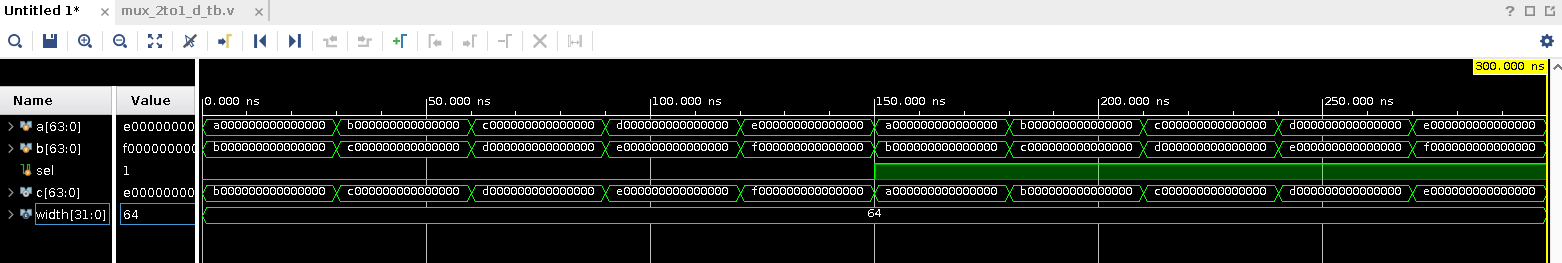 Untitled 1* ×
mux_2to1_d_tb.v ×
?
300.000 ns
Name Value 0.000 ns 50.000 ns 100.000 ns 150.000 ns 200.000 ns 250.000 ns
a[63:0] e00000000 a000000000000000 b000000000000000 c000000000000000 d000000000000000 e000000000000000 a000000000000000 b000000000000000 c000000000000000 d000000000000000 e000000000000000
b[63:0] f000000000 b000000000000000 c000000000000000 d000000000000000 e000000000000000 f000000000000000 b000000000000000 c000000000000000 d000000000000000 e000000000000000 f000000000000000
sel 1
c[63:0] e00000000 b000000000000000 c000000000000000 d000000000000000 e000000000000000 f000000000000000 a000000000000000 b000000000000000 c000000000000000 d000000000000000 e000000000000000
width[31:0] 64 64